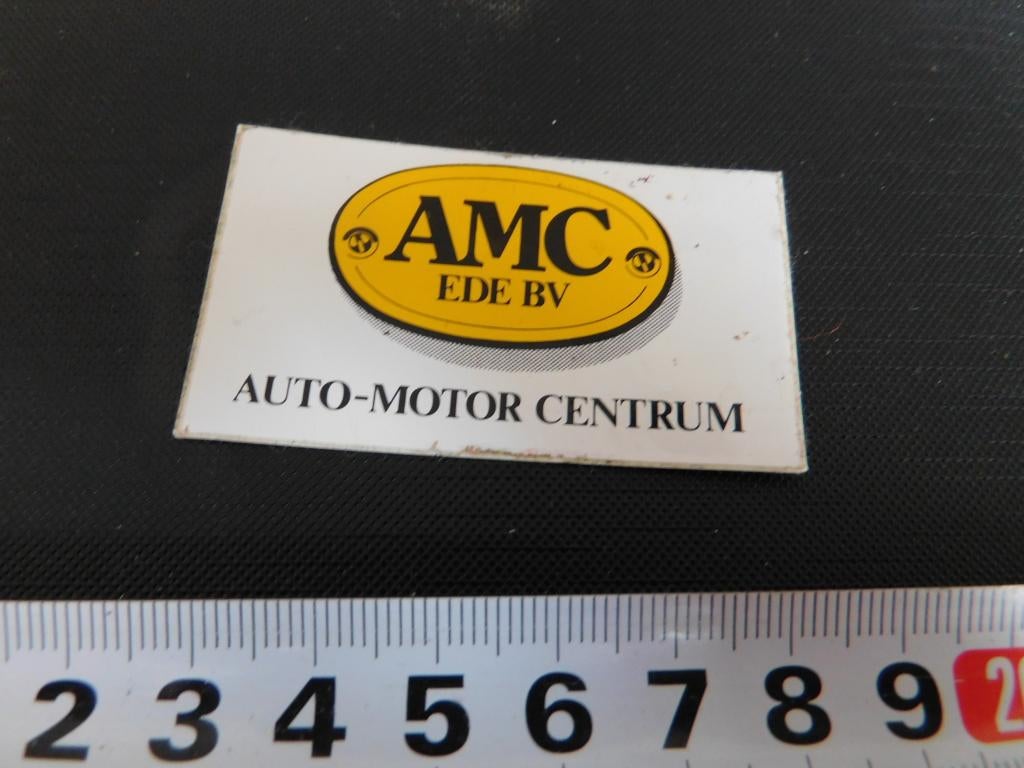 AMC
EDE BV
AUTO-MOTOR CENTRUM
2 3 4 5 6 7 8 9